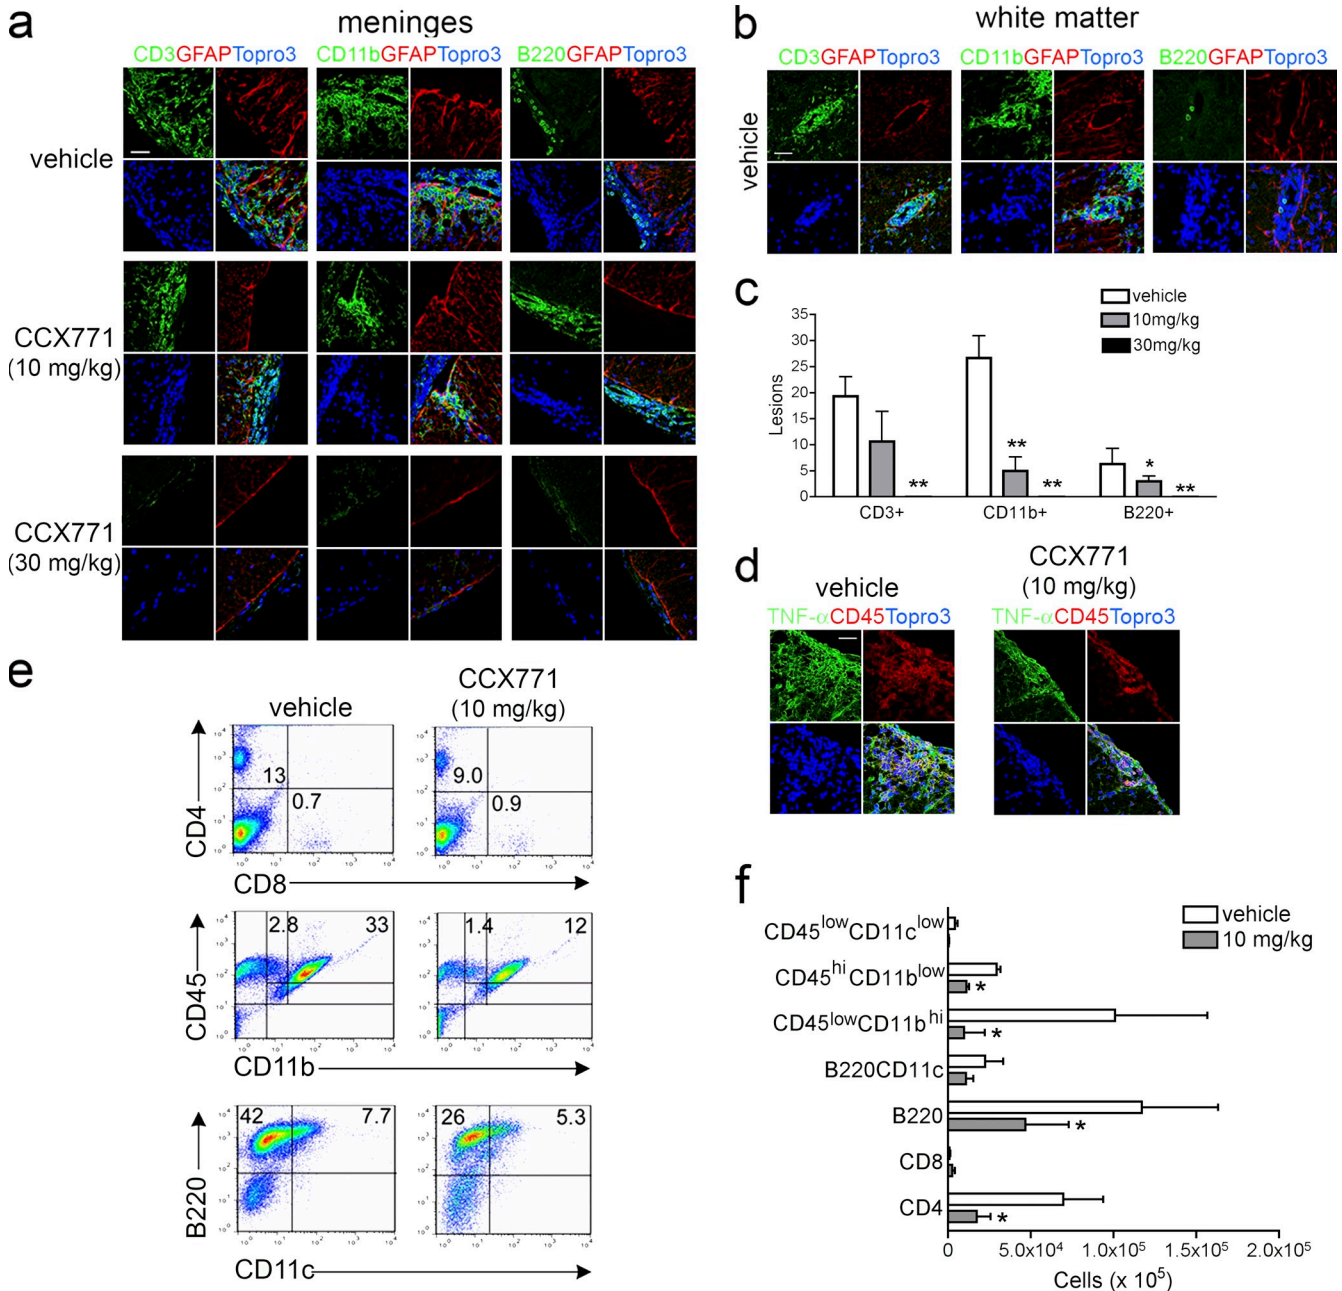 a
meninges
CD3GFAPTopro3 CD11bGFAPTopro3 B220GFAPTopro3
vehicle
CCX771
(10 mg/kg)
CCX771
(30 mg/kg)
b
white matter
CD3GFAPTopro3 CD11bGFAPTopro3 B220GFAPTopro3
vehicle
c
vehicle
10mg/kg
30mg/kg
Lesions
35
30
25
20
15
10
5
0
** ** ** * **
CD3+ CD11b+ B220+
d
vehicle
CCX771
(10 mg/kg)
TNF-αCD45Topro3 TNF-αCD45Topro3
e
vehicle
CCX771
(10 mg/kg)
CD4
13
0.7
9.0
0.9
CD8
CD45
2.8 33
1.4 12
CD11b
B220
42 7.7
26 5.3
CD11c
f
vehicle
10 mg/kg
CD45lowCD11clow
CD45hiCD11blow
*
CD45lowCD11bhi
*
B220CD11c
B220
*
CD8
CD4
*
0 5.0x10⁴ 1.0x10⁵ 1.5x10⁵ 2.0x10⁵
Cells (x 10⁵)